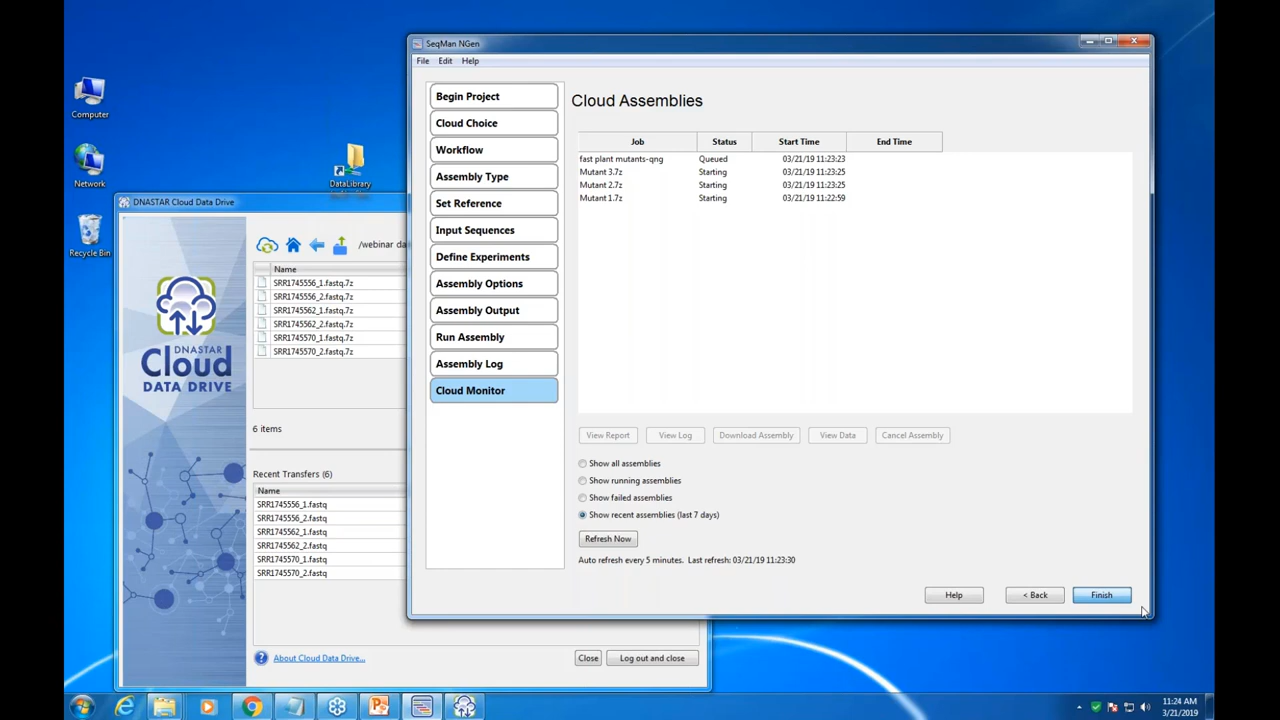 Computer
Network
Recycle Bin
DataLibrary
DNASTAR Cloud Data Drive
DNASTAR
Cloud
DATA DRIVE
/webinar da
Name
SRR1745556_1.fastq.7z
SRR1745556_2.fastq.7z
SRR1745562_1.fastq.7z
SRR1745562_2.fastq.7z
SRR1745570_1.fastq.7z
SRR1745570_2.fastq.7z
6 items
Recent Transfers (6)
Name
SRR1745556_1.fastq
SRR1745556_2.fastq
SRR1745562_1.fastq
SRR1745562_2.fastq
SRR1745570_1.fastq
SRR1745570_2.fastq
About Cloud Data Drive...
Close
Log out and close
SeqMan NGen
File Edit Help
Begin Project
Cloud Choice
Workflow
Assembly Type
Set Reference
Input Sequences
Define Experiments
Assembly Options
Assembly Output
Run Assembly
Assembly Log
Cloud Monitor
Cloud Assemblies
Job Status Start Time End Time
fast plant mutants-qng Queued 03/21/19 11:23:23
Mutant 3.7z Starting 03/21/19 11:23:25
Mutant 2.7z Starting 03/21/19 11:23:25
Mutant 1.7z Starting 03/21/19 11:22:59
View Report View Log Download Assembly View Data Cancel Assembly
Show all assemblies
Show running assemblies
Show failed assemblies
Show recent assemblies (last 7 days)
Refresh Now
Auto refresh every 5 minutes. Last refresh: 03/21/19 11:23:30
Help < Back Finish
11:24 AM
3/21/2019